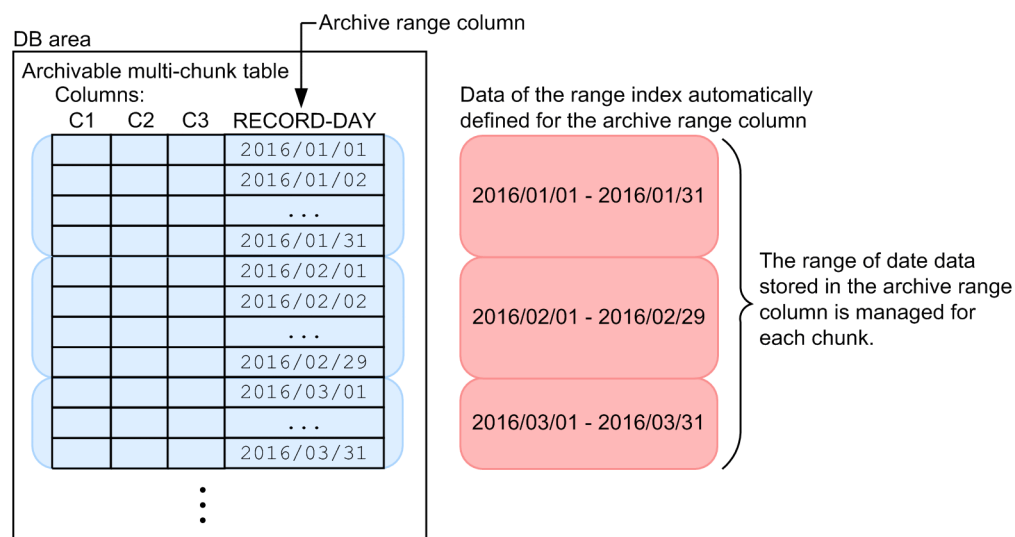 Archive range column
DB area
Archivable multi-chunk table
Columns:
C1 C2 C3 RECORD-DAY
2016/01/01
2016/01/02
...
2016/01/31
2016/02/01
2016/02/02
...
2016/02/29
2016/03/01
...
2016/03/31
Data of the range index automatically
defined for the archive range column
2016/01/01 - 2016/01/31
2016/02/01 - 2016/02/29
2016/03/01 - 2016/03/31
The range of date data
stored in the archive range
column is managed for
each chunk.